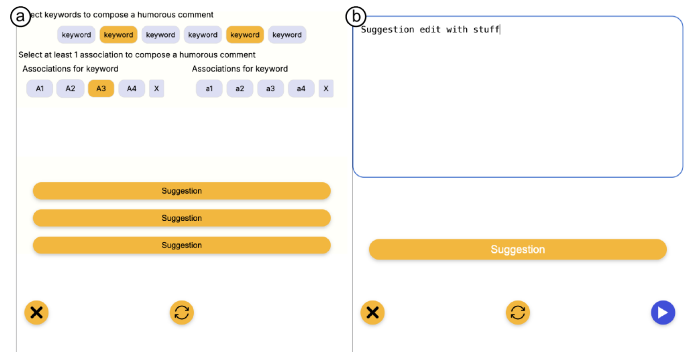 a
ect keywords to compose a humorous comment
keyword keyword keyword keyword keyword keyword
Select at least 1 association to compose a humorous comment
Associations for keyword Associations for keyword
A1 A2 A3 A4 X a1 a2 a3 a4 X
Suggestion
Suggestion
Suggestion
b
Suggestion edit with stuff
Suggestion